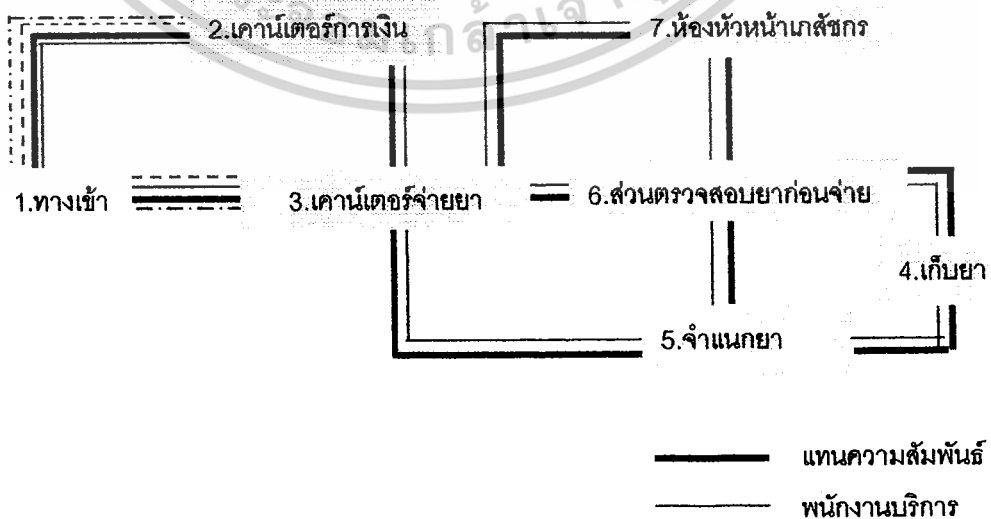 2.เคาน์เตอร์การเงิน
7.ห้องหัวหน้าเภสัชกร
1.ทางเข้า
3.เคาน์เตอร์จ่ายยา
6.ส่วนตรวจสอบยาก่อนจ่าย
4.เก็บยา
5.จำแนกยา
แทนความสัมพันธ์
พนักงานบริการ